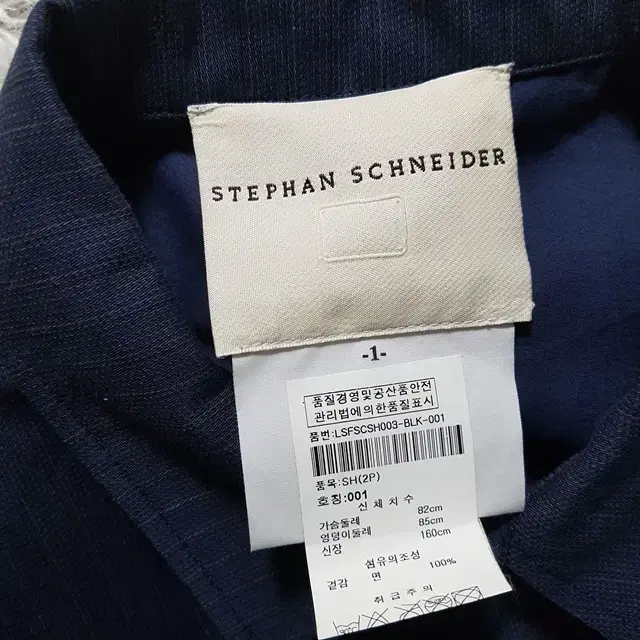 STEPHAN SCHNEIDER
-1-
품질경영및공산품안전
관리법에의한품질표시
품번:LSFSCSH003-BLK-001
품목:SH(2P)
호칭:001
신체치수
가슴둘레 82cm
엉덩이둘레 85cm
신장 160cm
섬유의조성
겉감 면 100%
취급주의